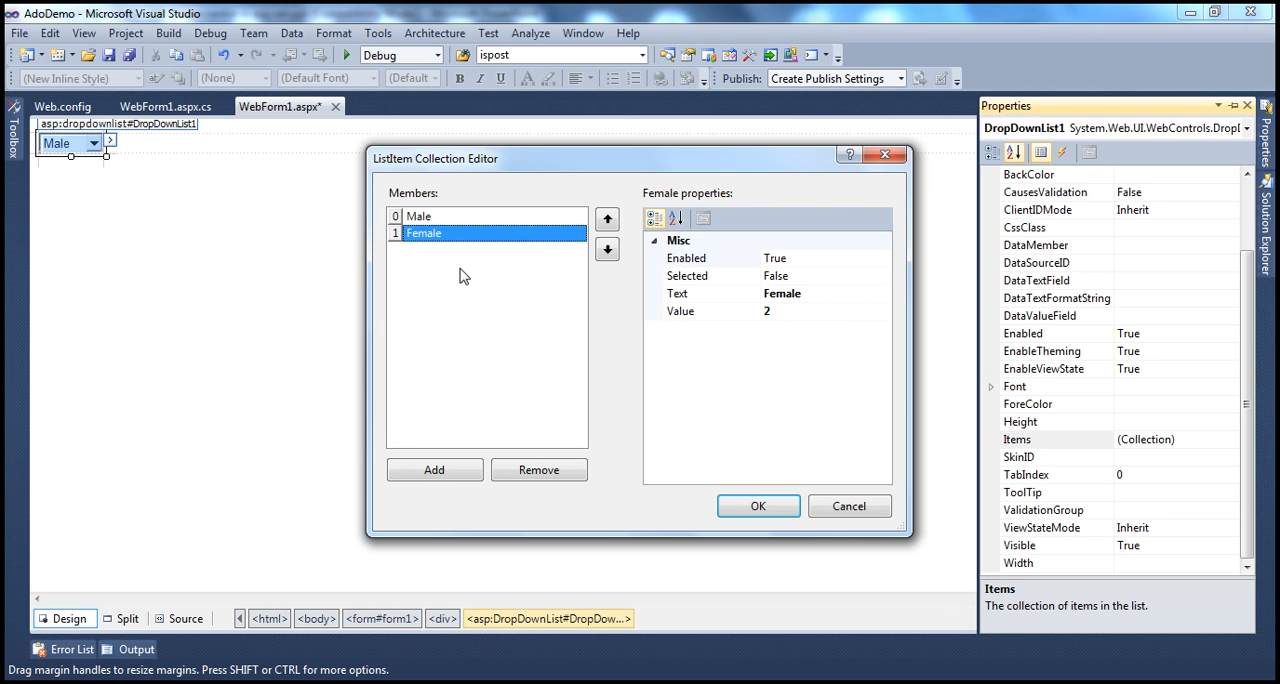 AdoDemo - Microsoft Visual Studio
File Edit View Project Build Debug Team Data Format Tools Architecture Test Analyze Window Help
Debug ispost
(New Inline Style) (None) (Default Font) (Default B I U A Publish: Create Publish Settings
Web.config WebForm1.aspx.cs WebForm1.aspx*
Toolbox
asp:dropdownlist#DropDownList1
Male
ListItem Collection Editor
Members:
0 Male
1 Female
Add Remove
Female properties:
Misc
Enabled True
Selected False
Text Female
Value 2
OK Cancel
Properties
DropDownList1 System.Web.UI.WebControls.DropI
BackColor
CausesValidation False
ClientIDMode Inherit
CssClass
DataMember
DataSourceID
DataTextField
DataTextFormatString
DataValueField
Enabled True
EnableTheming True
EnableViewState True
Font
ForeColor
Height
Items (Collection)
SkinID
TabIndex 0
ToolTip
ValidationGroup
ViewStateMode Inherit
Visible True
Width
Items
The collection of items in the list.
Properties
Solution Explorer
Design Split Source <html> <body> <form#form1> <div> <asp:DropDownList#DropDow...>
Error List Output
Drag margin handles to resize margins. Press SHIFT or CTRL for more options.